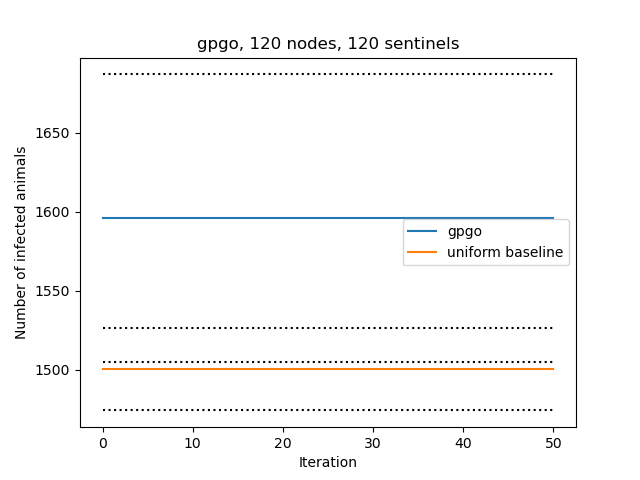 gpgo, 120 nodes, 120 sentinels
1650
1600
1550
1500
Number of infected animals
gpgo
uniform baseline
0 10 20 30 40 50
Iteration